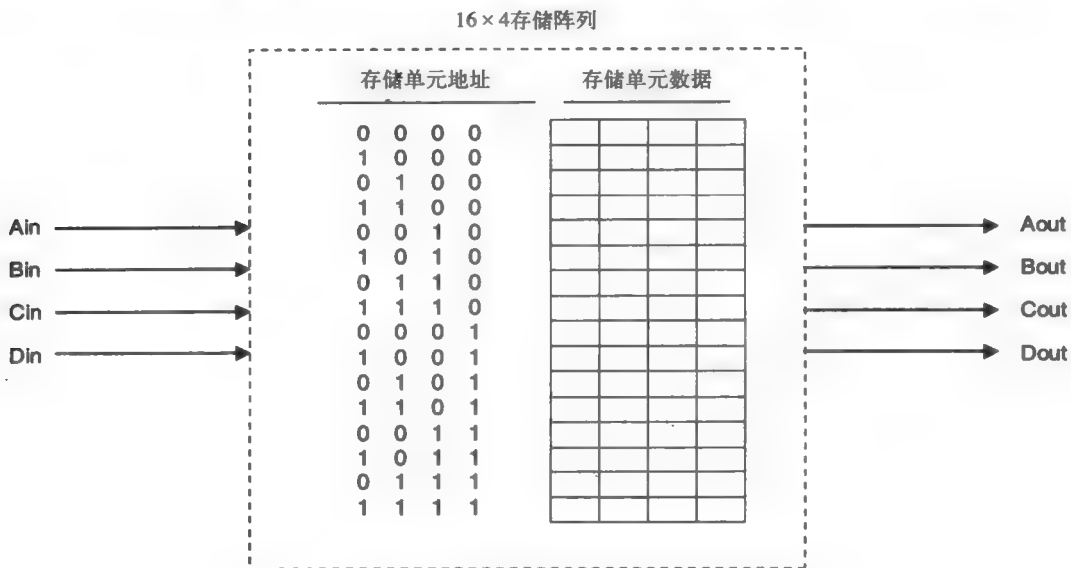 16×4存储阵列
存储单元地址 存储单元数据
0 0 0 0
1 0 0 0
0 1 0 0
1 1 0 0
0 0 1 0
1 0 1 0
0 1 1 0
1 1 1 0
0 0 0 1
1 0 0 1
0 1 0 1
1 1 0 1
0 0 1 1
1 0 1 1
0 1 1 1
1 1 1 1
Ain
Bin
Cin
Din
Aout
Bout
Cout
Dout